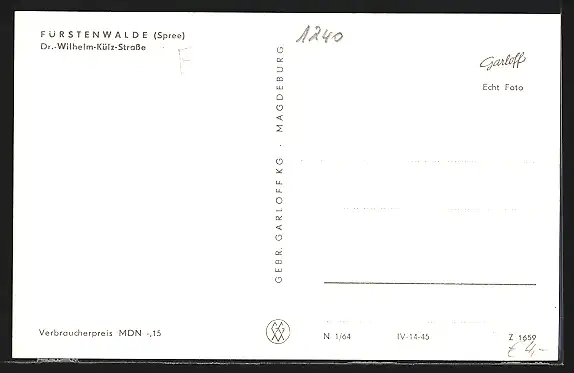 FÜRSTENWALDE (Spree)
Dr.-Wilhelm-Külz-Straße
F
1240
Garloff
Echt Foto
GEBR. GARLOFF KG · MAGDEBURG
Verbraucherpreis MDN -,15
N 1/64
IV-14-45
Z 1659
€ 4,-